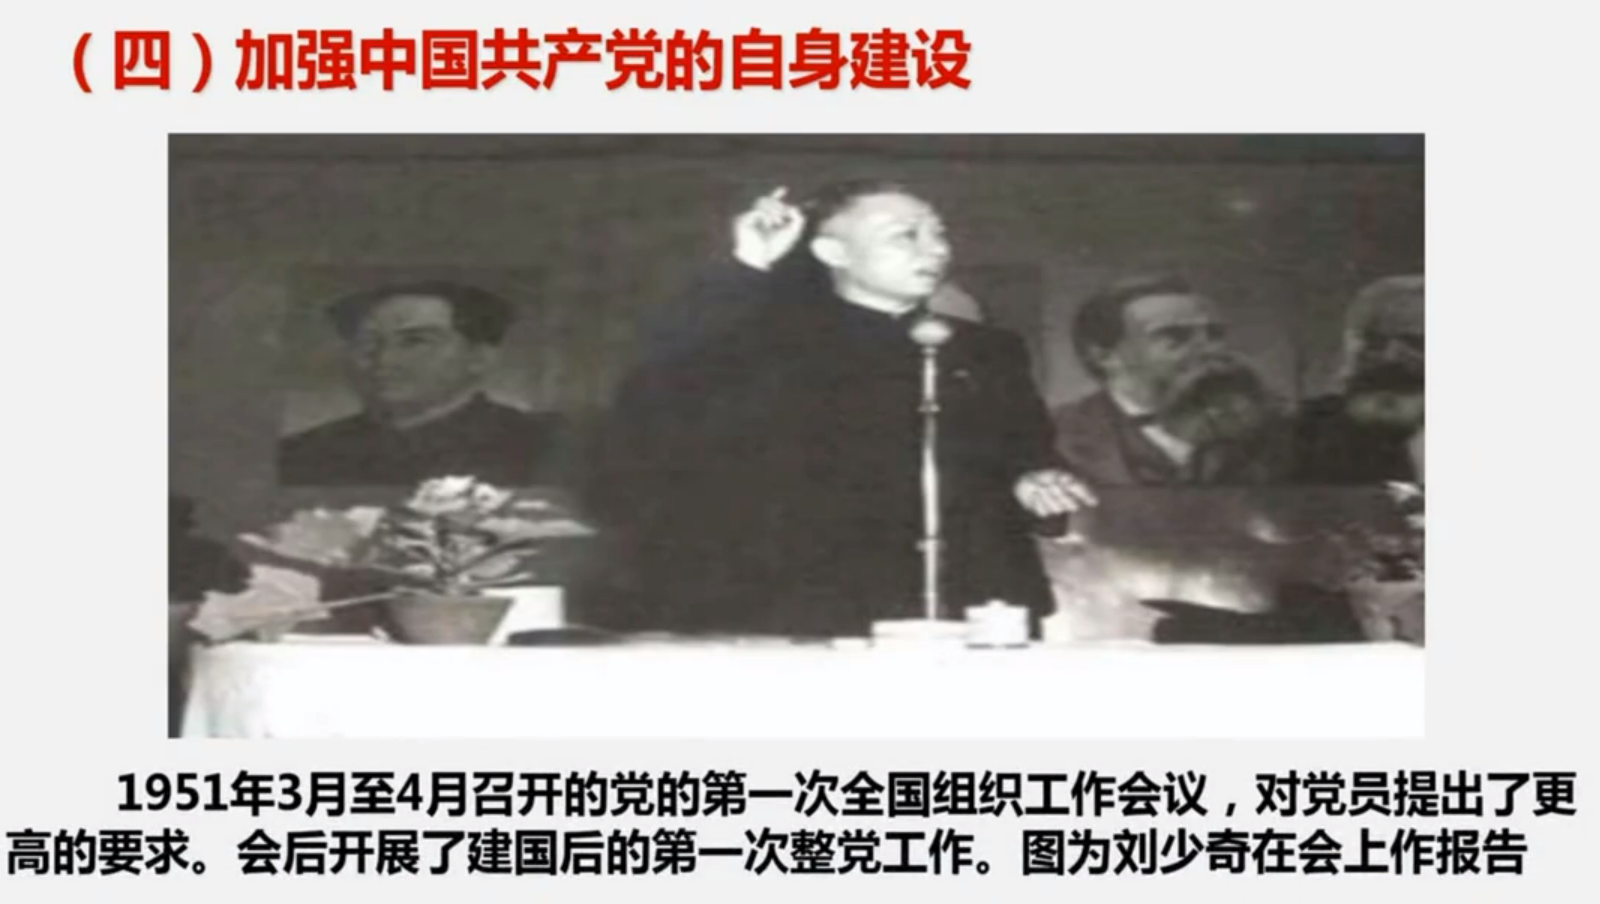 （四）加强中国共产党的自身建设
1951年3月至4月召开的党的第一次全国组织工作会议，对党员提出了更
高的要求。会后开展了建国后的第一次整党工作。图为刘少奇在会上作报告